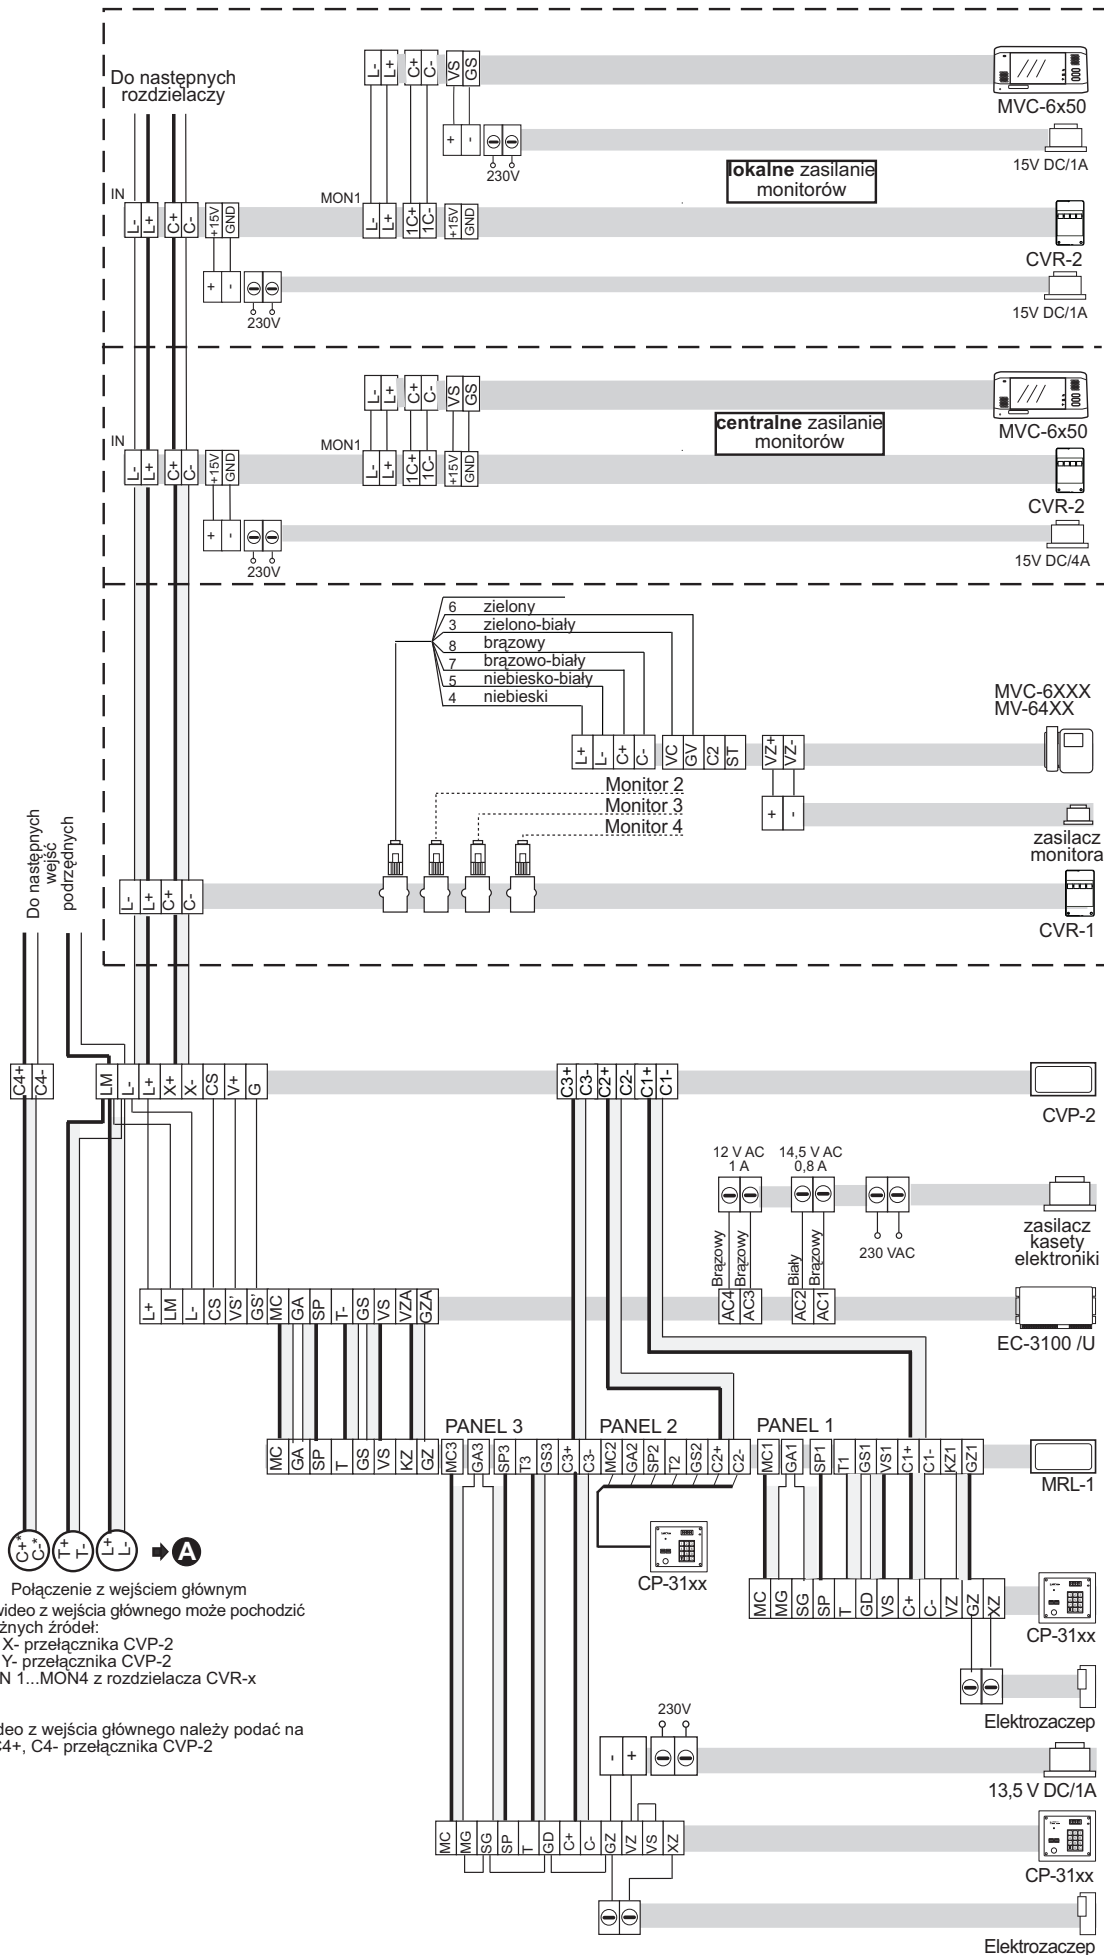 Do następnych
rozdzielaczy
L- L+ C+ C- VS GS
MVC-6x50
+ -
230V
15V DC/1A
lokalne zasilanie
monitorów
IN
MON1
L- L+ C+ C- +15V GND
L- L+ 1C+ 1C- +15V GND
CVR-2
+ -
230V
15V DC/1A
L- L+ C+ C- VS GS
MVC-6x50
centralne zasilanie
monitorów
IN
MON1
L- L+ C+ C- +15V GND
L- L+ 1C+ 1C- +15V GND
CVR-2
+ -
230V
15V DC/4A
6 zielony
3 zielono-biały
8 brązowy
7 brązowo-biały
5 niebiesko-biały
4 niebieski
MVC-6XXX
MV-64XX
L+ L- C+ C- VC GV C2 ST VZ+ VZ-
Monitor 2
Monitor 3
Monitor 4
+ -
zasilacz
monitora
Do następnych
wejść
podrzędnych
L- L+ C+ C-
CVR-1
C4+ C4-
LM L- L+ X+ X- CS V+ G
C3+ C3- C2+ C2- C1+ C1-
CVP-2
12 V AC
1 A
14,5 V AC
0,8 A
230 VAC
zasilacz
kasety
elektroniki
Brązowy Brązowy Biały Brązowy
AC4 AC3 AC2 AC1
L+ LM L- CS VS' GS' MC GA SP T- GS VS VZA GZA
EC-3100 /U
PANEL 3
PANEL 2
PANEL 1
MC GA SP T GS VS KZ GZ
MC3 GA3 SP3 T3 GS3 C3+ C3-
MC2 GA2 SP2 T2 GS2 C2+ C2-
MC1 GA1 SP1 T1 GS1 VS1 C1+ C1- KZ1 GZ1
MRL-1
C+* C-* T+ T- L+ L- A
CP-31xx
MC MG SG SP T GD VS C+ C- VZ GZ XZ
CP-31xx
Połączenie z wejściem głównym
wideo z wejścia głównego może pochodzić
żnych źródeł:
X- przełącznika CVP-2
Y- przełącznika CVP-2
N 1...MON4 z rozdzielacza CVR-x
Elektrozaczep
deo z wejścia głównego należy podać na
C4+, C4- przełącznika CVP-2
230V
- +
13,5 V DC/1A
MC MG SG SP T GD C+ C- GZ VZ VS XZ
CP-31xx
Elektrozaczep